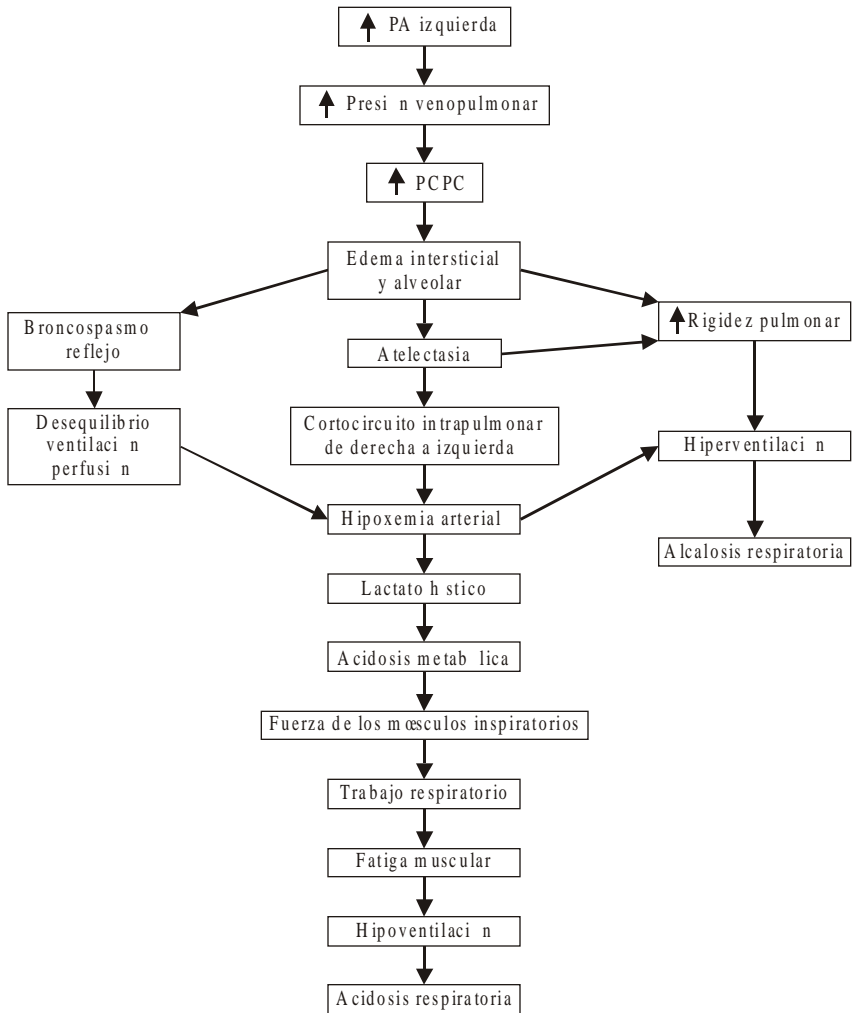 PA izquierda
Presi n venopulmonar
PCPC
Edema intersticial
y alveolar
Broncospasmo
reflejo
Rigidez pulmonar
Atelectasia
Desequilibrio
ventilaci n
perfusi n
Cortocircuito intrapulmonar
de derecha a izquierda
Hiperventilaci n
Hipoxemia arterial
Alcalosis respiratoria
Lactato h stico
Acidosis metab lica
Fuerza de los mœsculos inspiratorios
Trabajo respiratorio
Fatiga muscular
Hipoventilaci n
Acidosis respiratoria